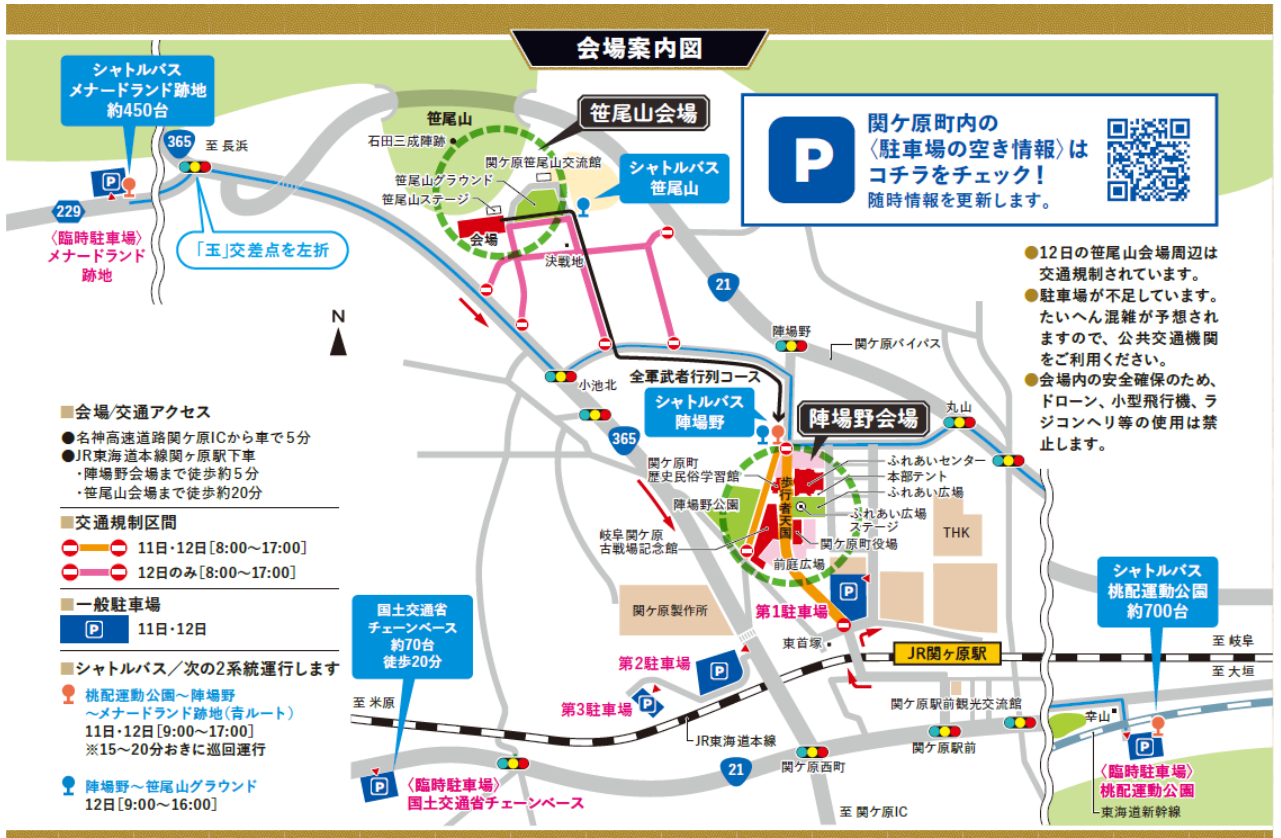 会場案内図
シャトルバス
メナードランド跡地
約450台
365
至 長浜
229
〈臨時駐車場〉
メナードランド
跡地
「玉」交差点を左折
笹尾山
石田三成陣跡
笹尾山会場
関ケ原笹尾山交流館
笹尾山グラウンド
笹尾山ステージ
会場
決戦地
シャトルバス
笹尾山
P
関ケ原町内の
〈駐車場の空き情報〉は
コチラをチェック!
随時情報を更新します。
●12日の笹尾山会場周辺は
交通規制されています。
●駐車場が不足しています。
たいへん混雑が予想され
ますので、公共交通機関
をご利用ください。
●会場内の安全確保のため、
ドローン、小型飛行機、ラ
ジコンヘリ等の使用は禁
止します。
N
21
陣場野
関ケ原バイパス
小池北
全軍武者行列コース
シャトルバス
陣場野
陣場野会場
丸山
365
関ケ原町
歴史民俗学習館
陣場野公園
岐阜関ケ原
古戦場記念館
歩行者天国
ふれあいセンター
本部テント
ふれあい広場
ふれあい広場
ステージ
関ケ原町役場
前庭広場
THK
■会場/交通アクセス
●名神高速道路関ケ原ICから車で5分
●JR東海道本線関ヶ原駅下車
・陣場野会場まで徒歩約5分
・笹尾山会場まで徒歩約20分
■交通規制区間
11日・12日[8:00〜17:00]
12日のみ[8:00〜17:00]
■一般駐車場
P 11日・12日
■シャトルバス/次の2系統運行します
桃配運動公園〜陣場野
〜メナードランド跡地(青ルート)
11日・12日[9:00〜17:00]
※15〜20分おきに巡回運行
陣場野〜笹尾山グラウンド
12日[9:00〜16:00]
国土交通省
チェーンベース
約70台
徒歩20分
関ケ原製作所
第1駐車場
P
東首塚
第2駐車場
P
第3駐車場
P
JR関ヶ原駅
至 米原
JR東海道本線
関ケ原駅前観光交流館
関ケ原駅前
関ケ原西町
21
至 関ケ原IC
P
〈臨時駐車場〉
国土交通省チェーンベース
シャトルバス
桃配運動公園
約700台
至 岐阜
至 大垣
幸山
P
〈臨時駐車場〉
桃配運動公園
東海道新幹線
P